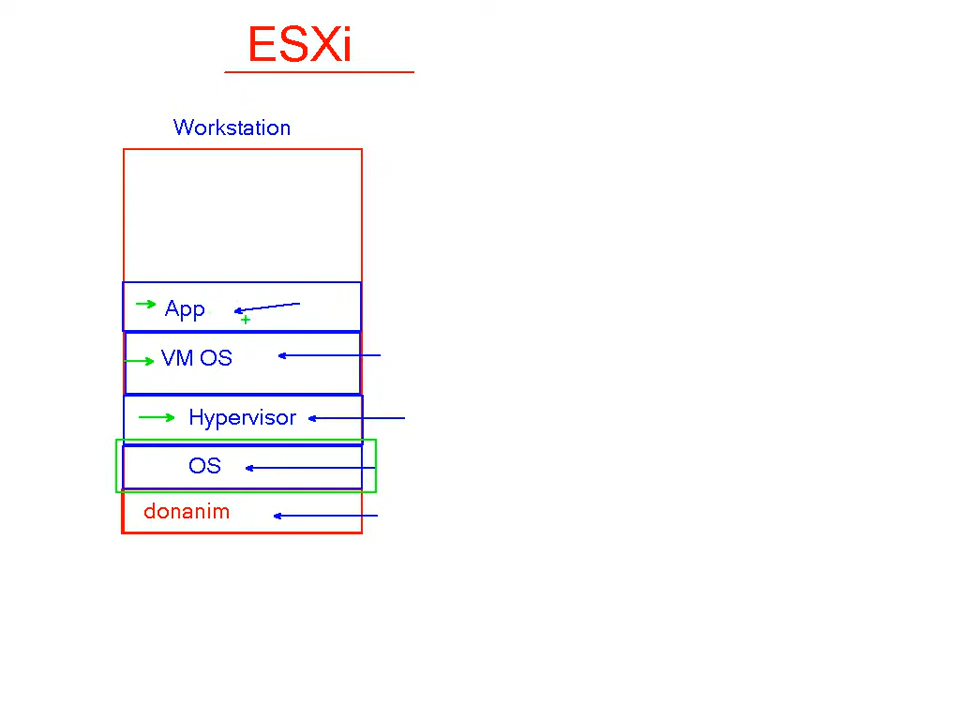 ESXi
Workstation
App
VM OS
Hypervisor
OS
donanim